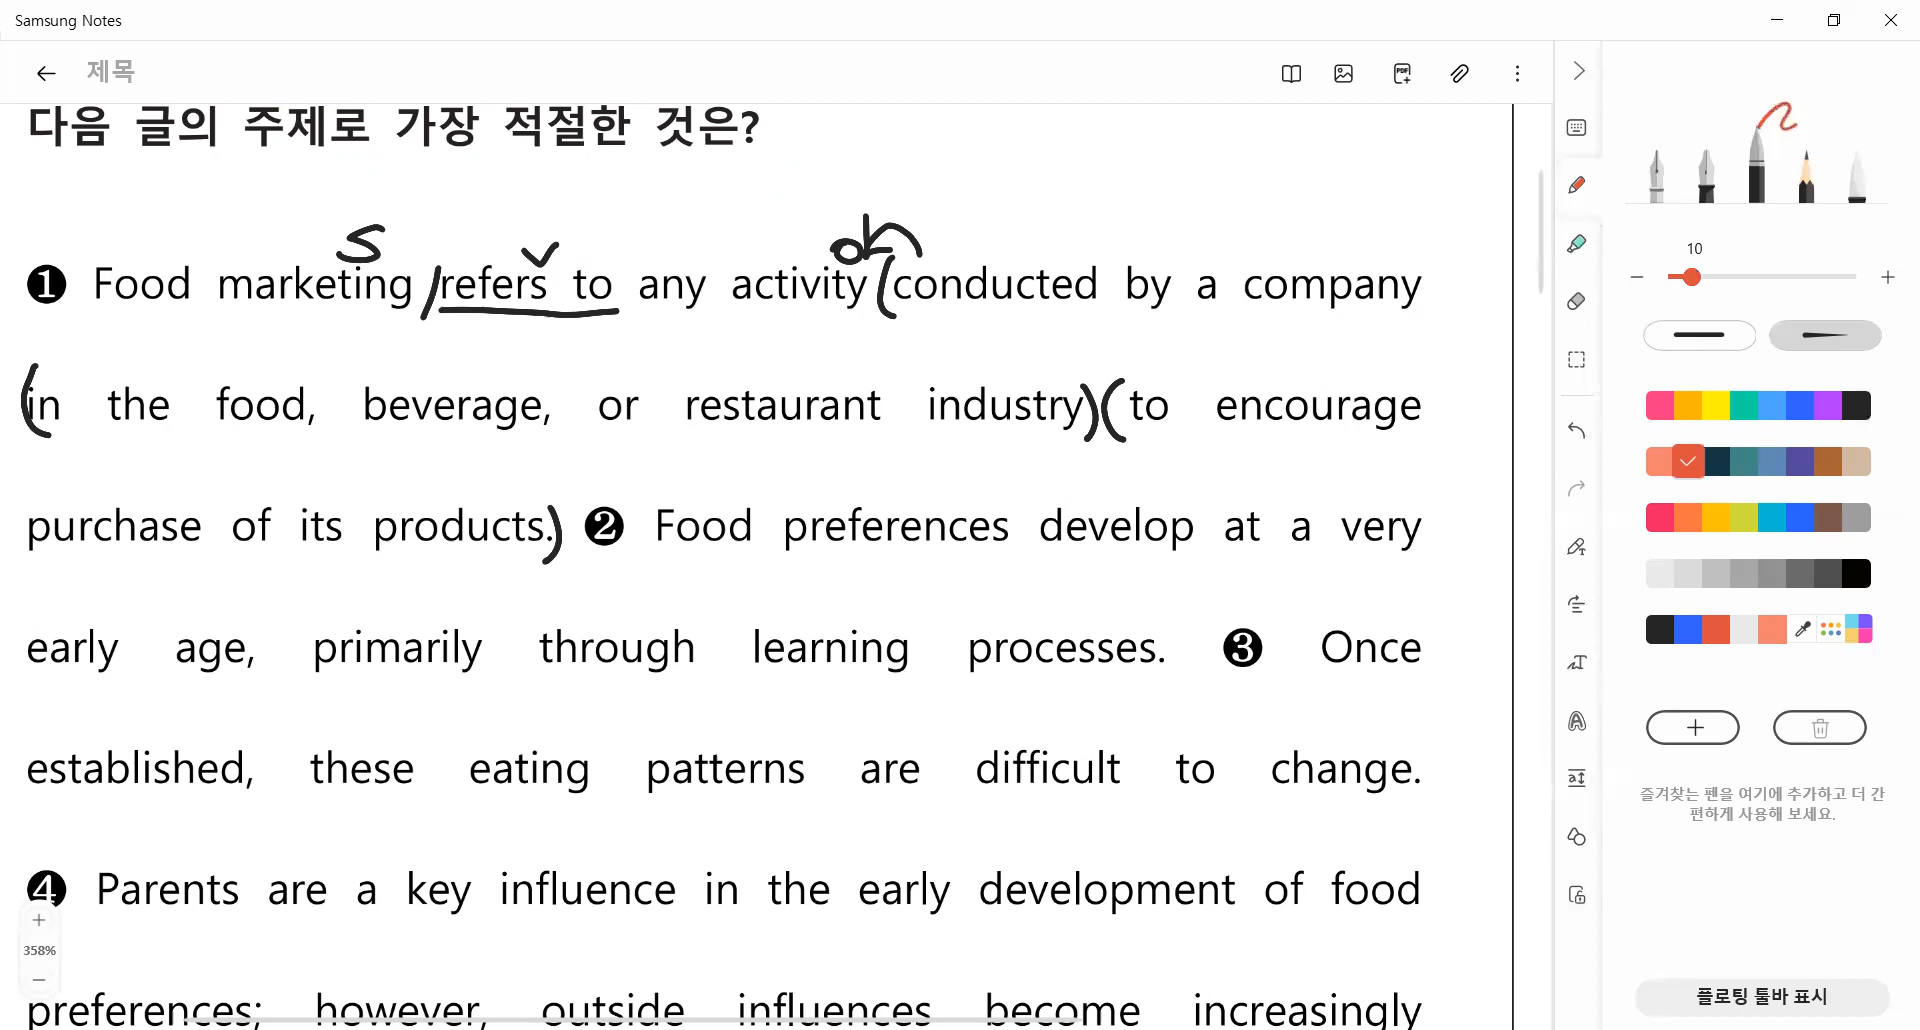 Samsung Notes
제목
다음 글의 주제로 가장 적절한 것은?
S V
❶ Food marketing /refers to any activity (conducted by a company
(in the food, beverage, or restaurant industry)(to encourage
purchase of its products.) ❷ Food preferences develop at a very
early age, primarily through learning processes. ❸ Once
established, these eating patterns are difficult to change.
❹ Parents are a key influence in the early development of food
preferences; however, outside influences become increasingly
358%
10
즐겨찾는 펜을 여기에 추가하고 더 간
편하게 사용해 보세요.
플로팅 툴바 표시